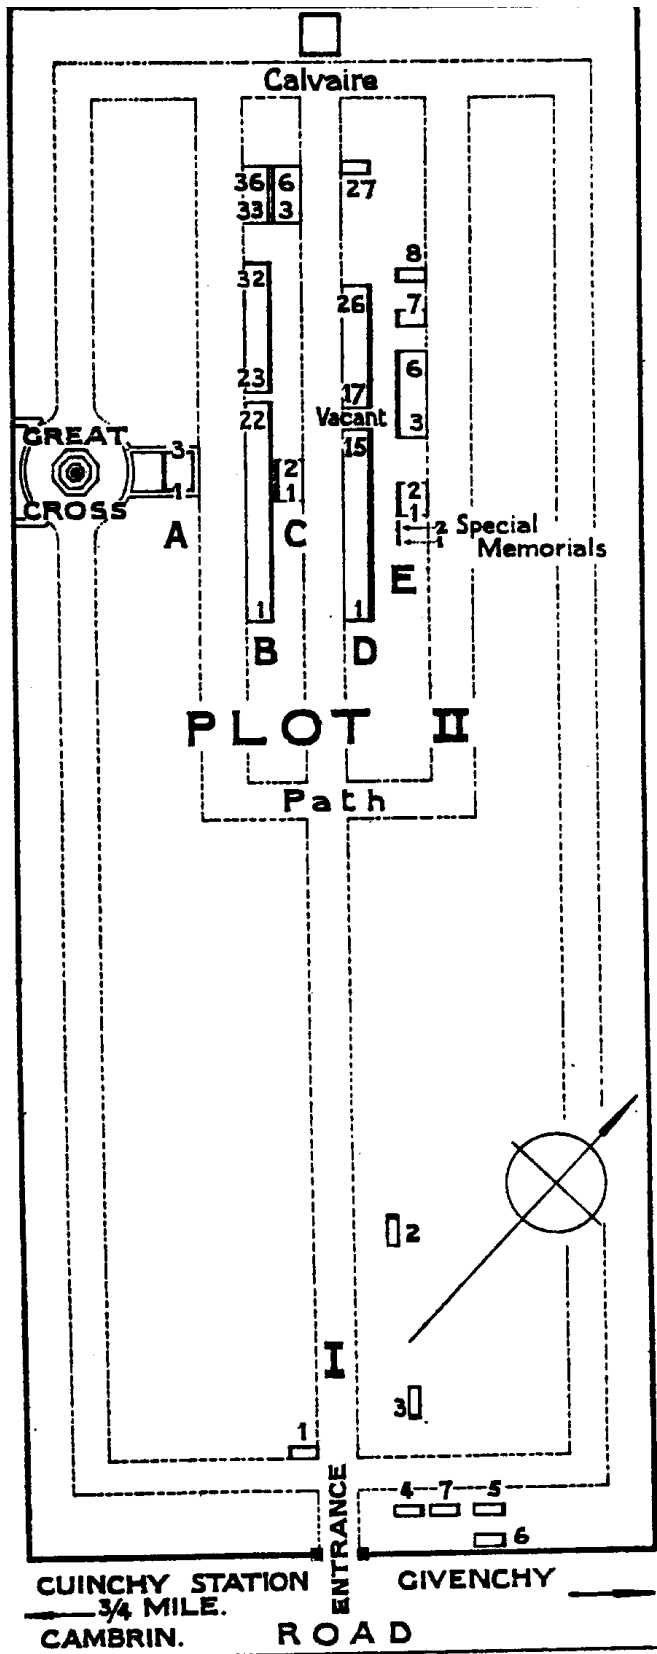 Calvaire
36 6
33 3
27
8
32
26
7
6
23
17
Vacant
22
3
15
GREAT
3
2
2
1
1
1
CROSS
2 Special
1 Memorials
A
C
E
1
1
B
D
PLOT II
Path
2
I
3
1
4
7
5
6
ENTRANCE
CUINCHY STATION
GIVENCHY
3/4 MILE.
CAMBRIN.
ROAD